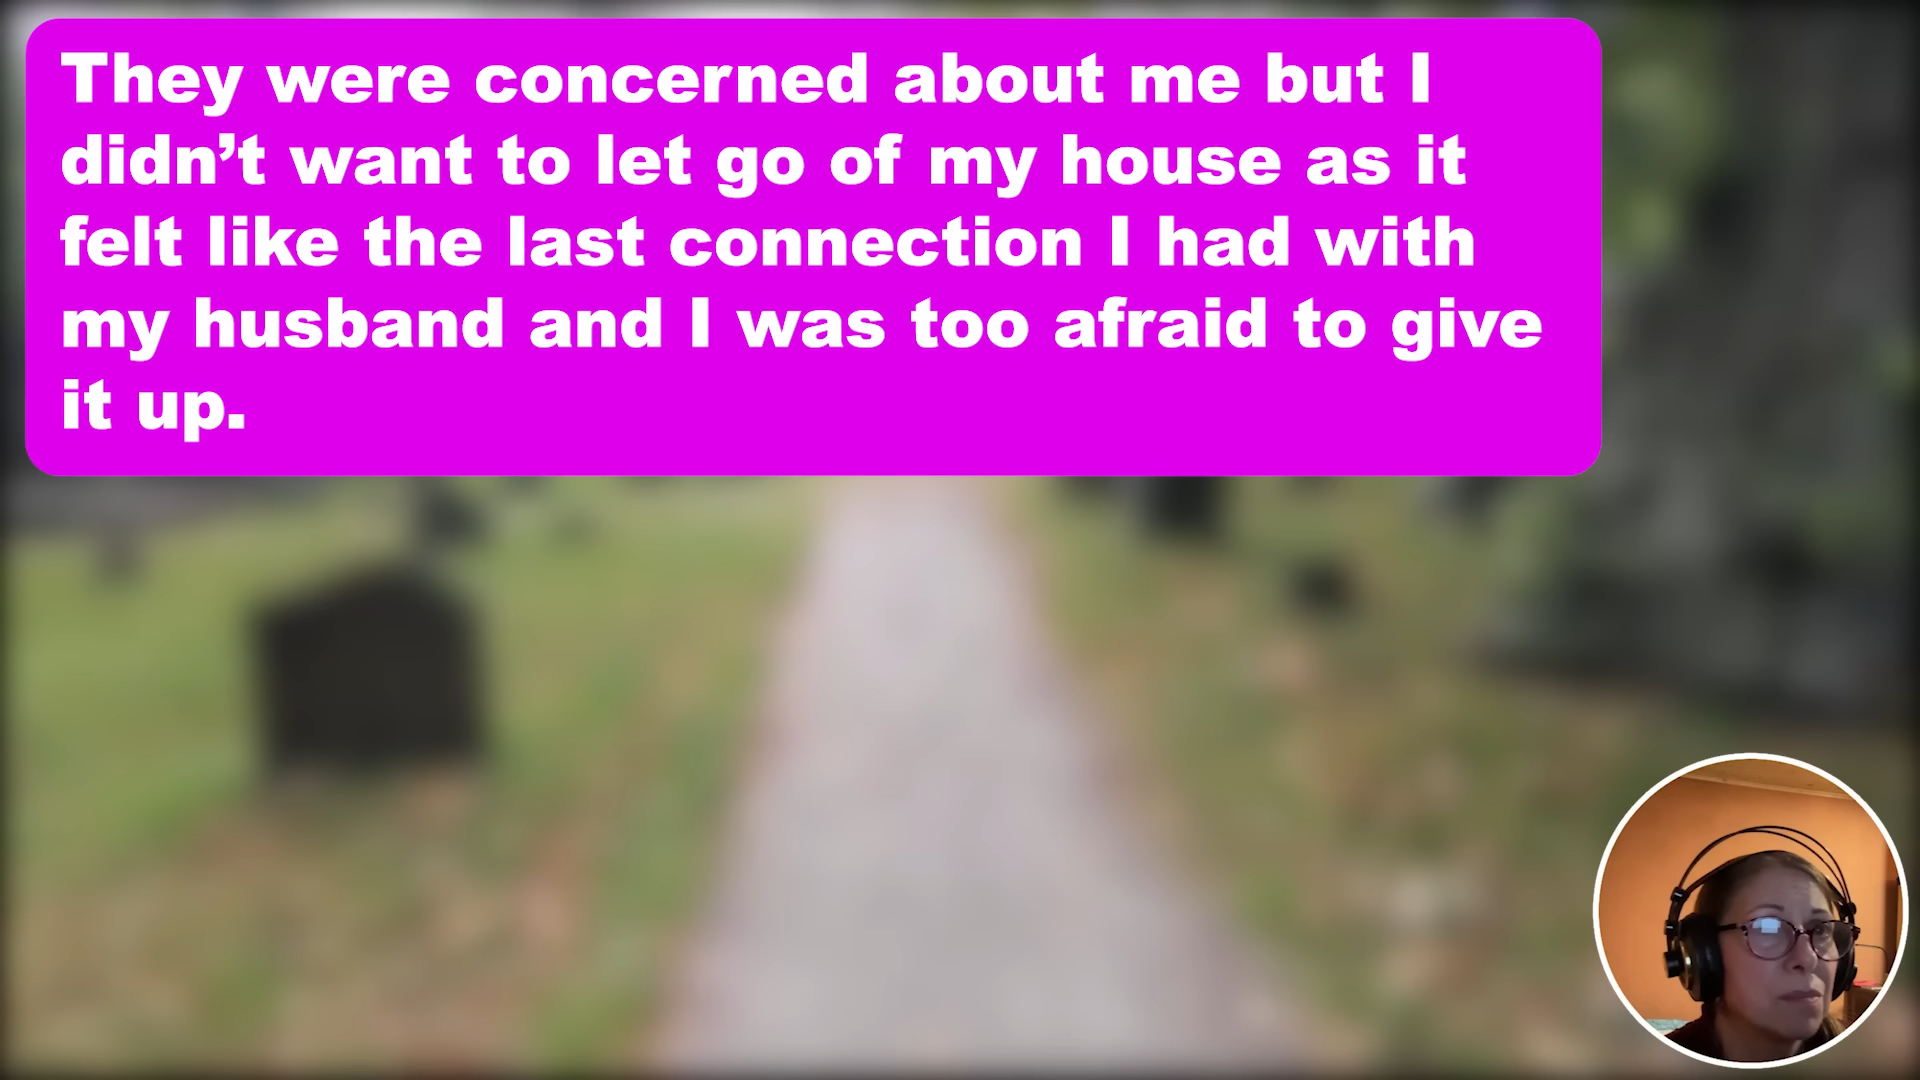 They were concerned about me but I
didn’t want to let go of my house as it
felt like the last connection I had with
my husband and I was too afraid to give
it up.